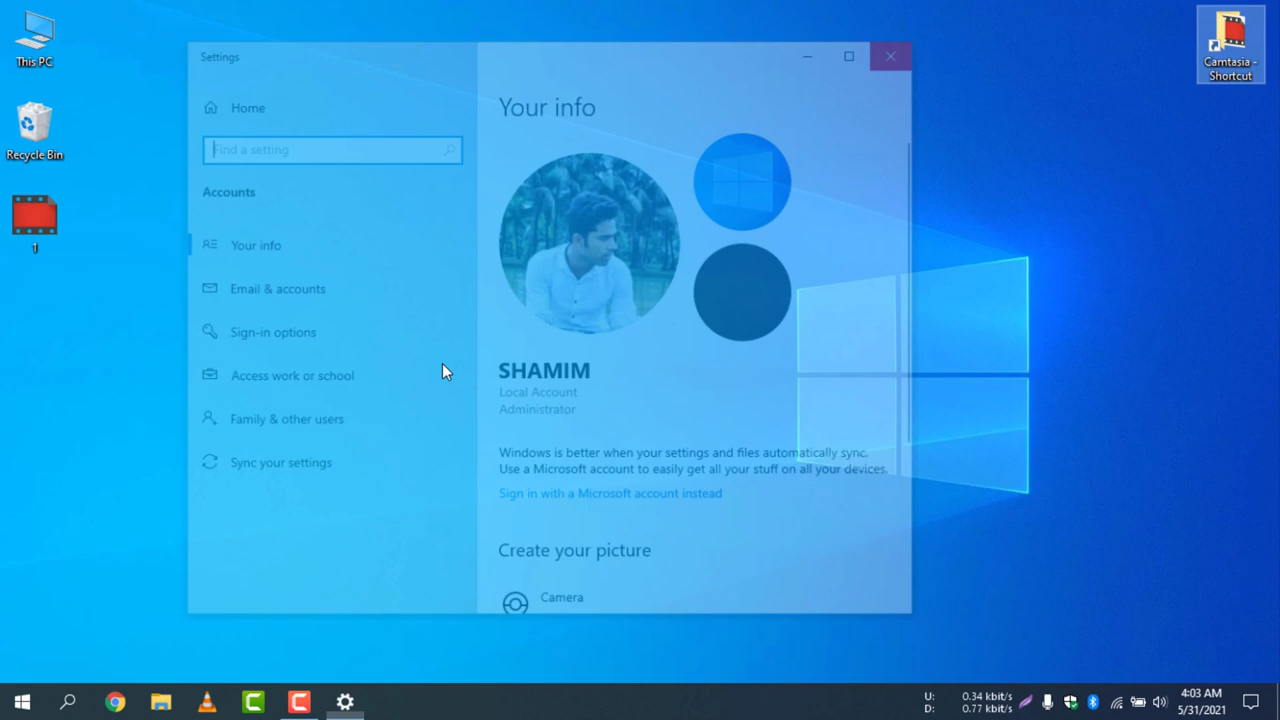 This PC
Recycle Bin
1
Camtasia -
Shortcut
Settings
Home
Find a setting
Accounts
Your info
Email & accounts
Sign-in options
Access work or school
Family & other users
Sync your settings
Your info
SHAMIM
Local Account
Administrator
Windows is better when your settings and files automatically sync.
Use a Microsoft account to easily get all your stuff on all your devices.
Sign in with a Microsoft account instead
Create your picture
Camera
U: 0.34 kbit/s
D: 0.77 kbit/s
4:03 AM
5/31/2021